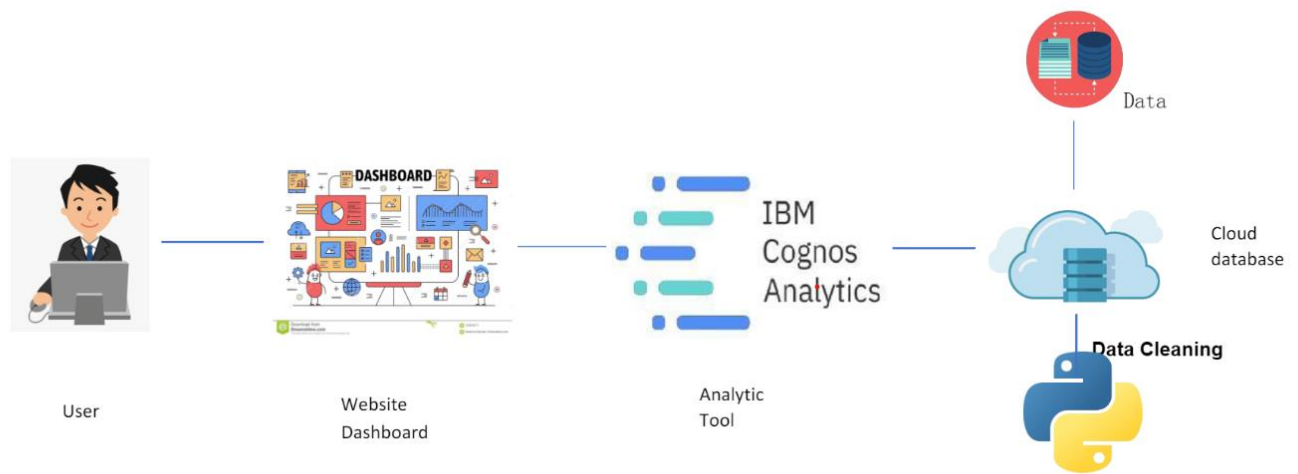 Data
DASHBOARD
IBM
Cognos
Analytics
Cloud
database
Data Cleaning
User
Website
Dashboard
Analytic
Tool